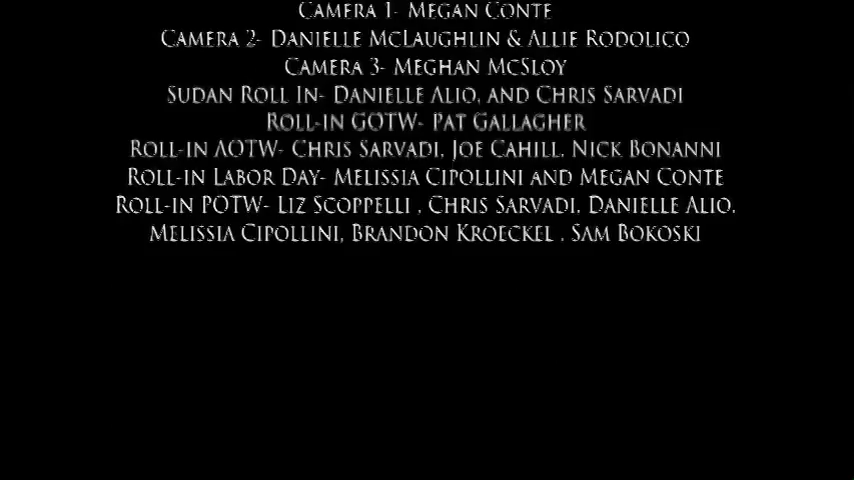 Camera 1- Megan Conte
Camera 2- Danielle McLaughlin & Allie Rodolico
Camera 3- Meghan McSloy
Sudan Roll In- Danielle Alio, and Chris Sarvadi
Roll-in GOTW- Pat Gallagher
Roll-in AOTW- Chris Sarvadi, Joe Cahill, Nick Bonanni
Roll-in Labor Day- Melissia Cipollini and Megan Conte
Roll-in POTW- Liz Scoppelli , Chris Sarvadi, Danielle Alio,
Melissia Cipollini, Brandon Kroeckel , Sam Bokoski